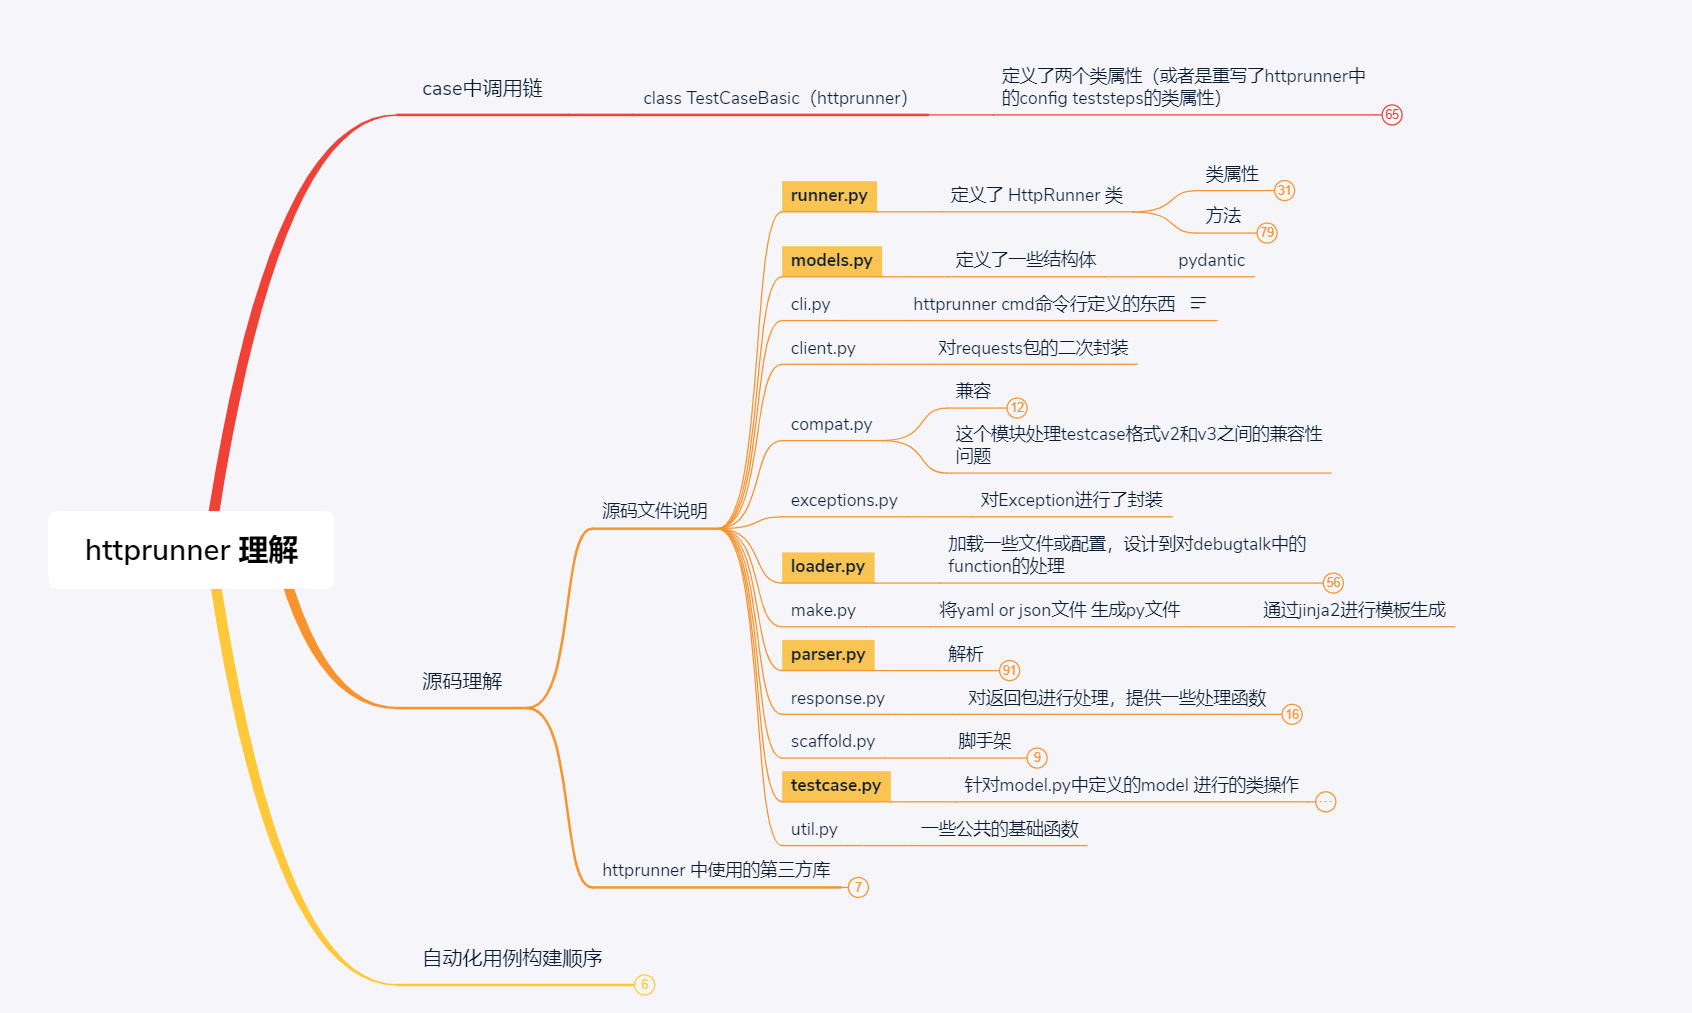 case中调用链
class TestCaseBasic（httprunner）
定义了两个类属性（或者是重写了httprunner中
的config teststeps的类属性）
65
runner.py
定义了 HttpRunner 类
类属性
31
方法
79
models.py
定义了一些结构体
pydantic
cli.py
httprunner cmd命令行定义的东西
client.py
对requests包的二次封装
compat.py
兼容
12
这个模块处理testcase格式v2和v3之间的兼容性
问题
源码文件说明
exceptions.py
对Exception进行了封装
httprunner 理解
loader.py
加载一些文件或配置，设计到对debugtalk中的
function的处理
56
make.py
将yaml or json文件 生成py文件
通过jinja2进行模板生成
parser.py
解析
91
源码理解
response.py
对返回包进行处理，提供一些处理函数
16
scaffold.py
脚手架
9
testcase.py
针对model.py中定义的model 进行的类操作
...
util.py
一些公共的基础函数
httprunner 中使用的第三方库
7
自动化用例构建顺序
6